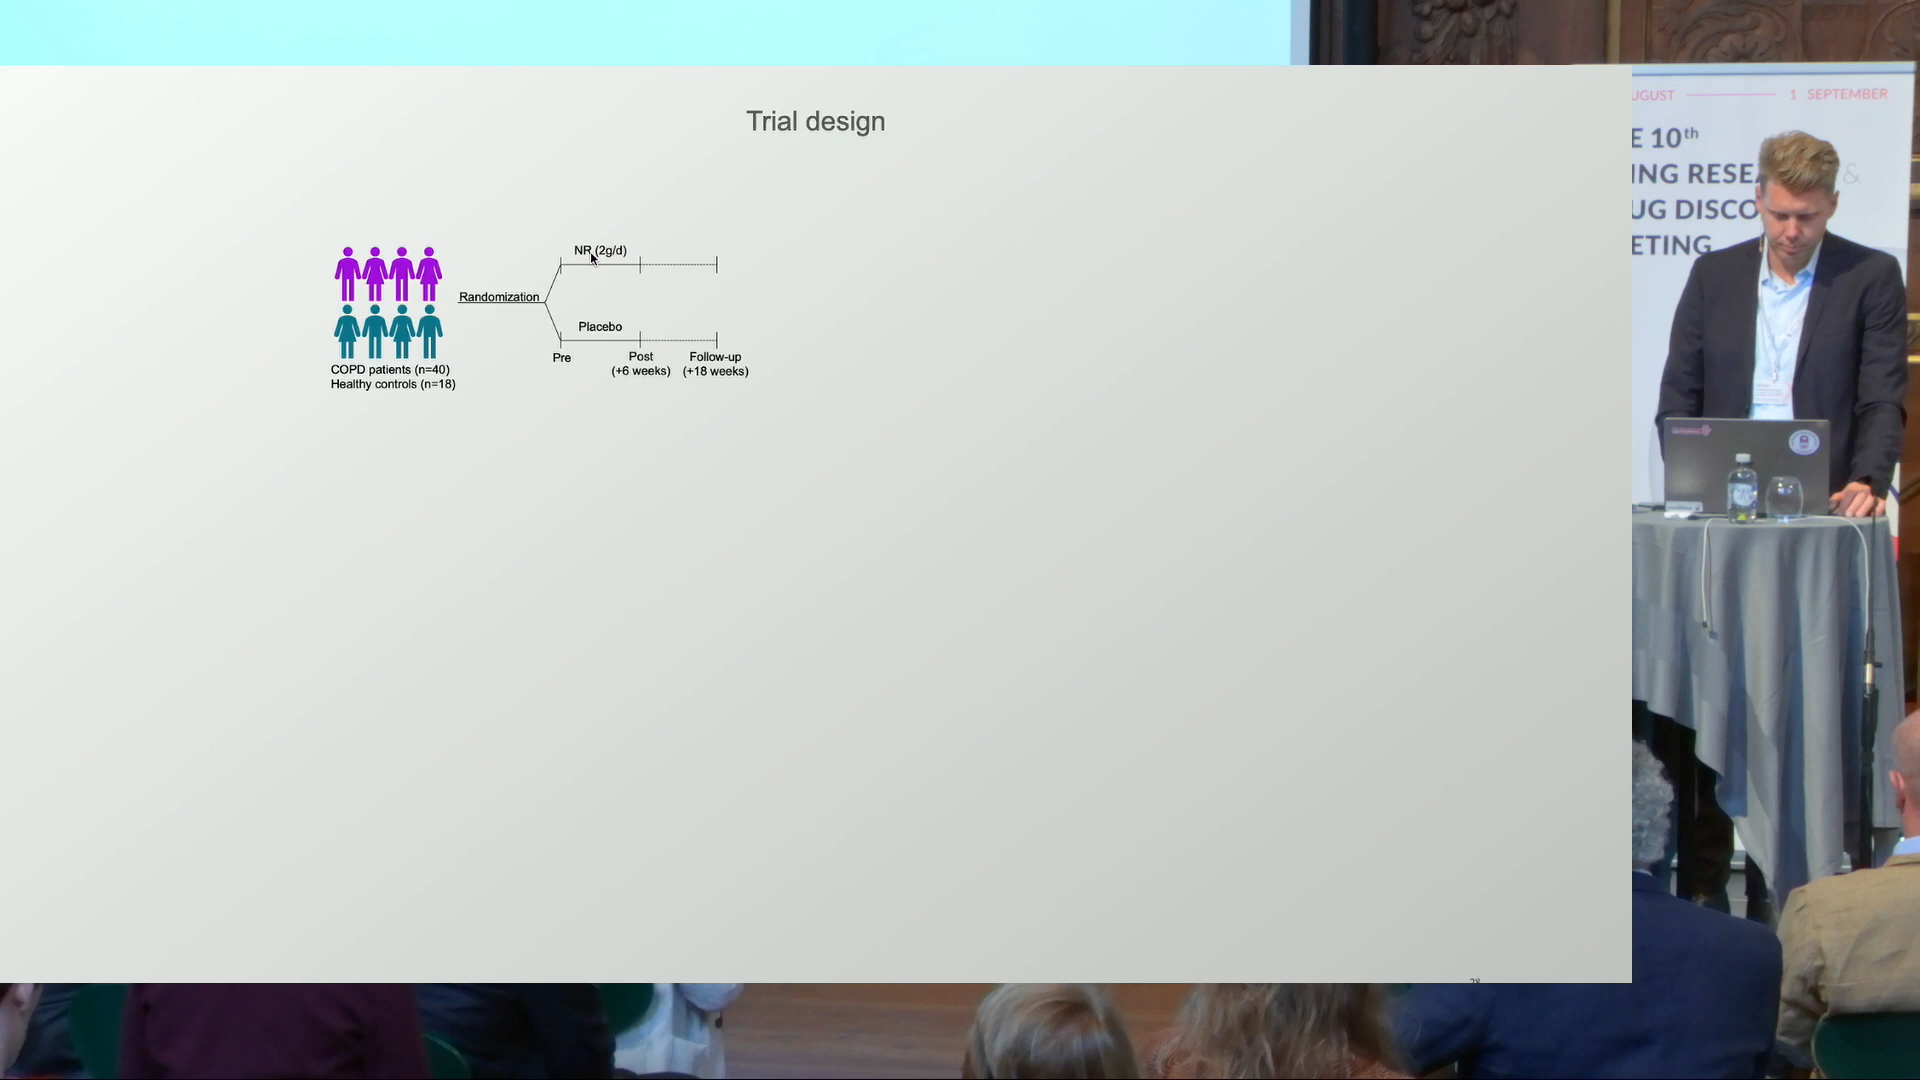 Trial design
NR (2g/d)
Randomization
Placebo
Pre
Post
(+6 weeks)
Follow-up
(+18 weeks)
COPD patients (n=40)
Healthy controls (n=18)
UGUST 1 SEPTEMBER
E 10th
ING RESEA &
UG DISCO
ETING